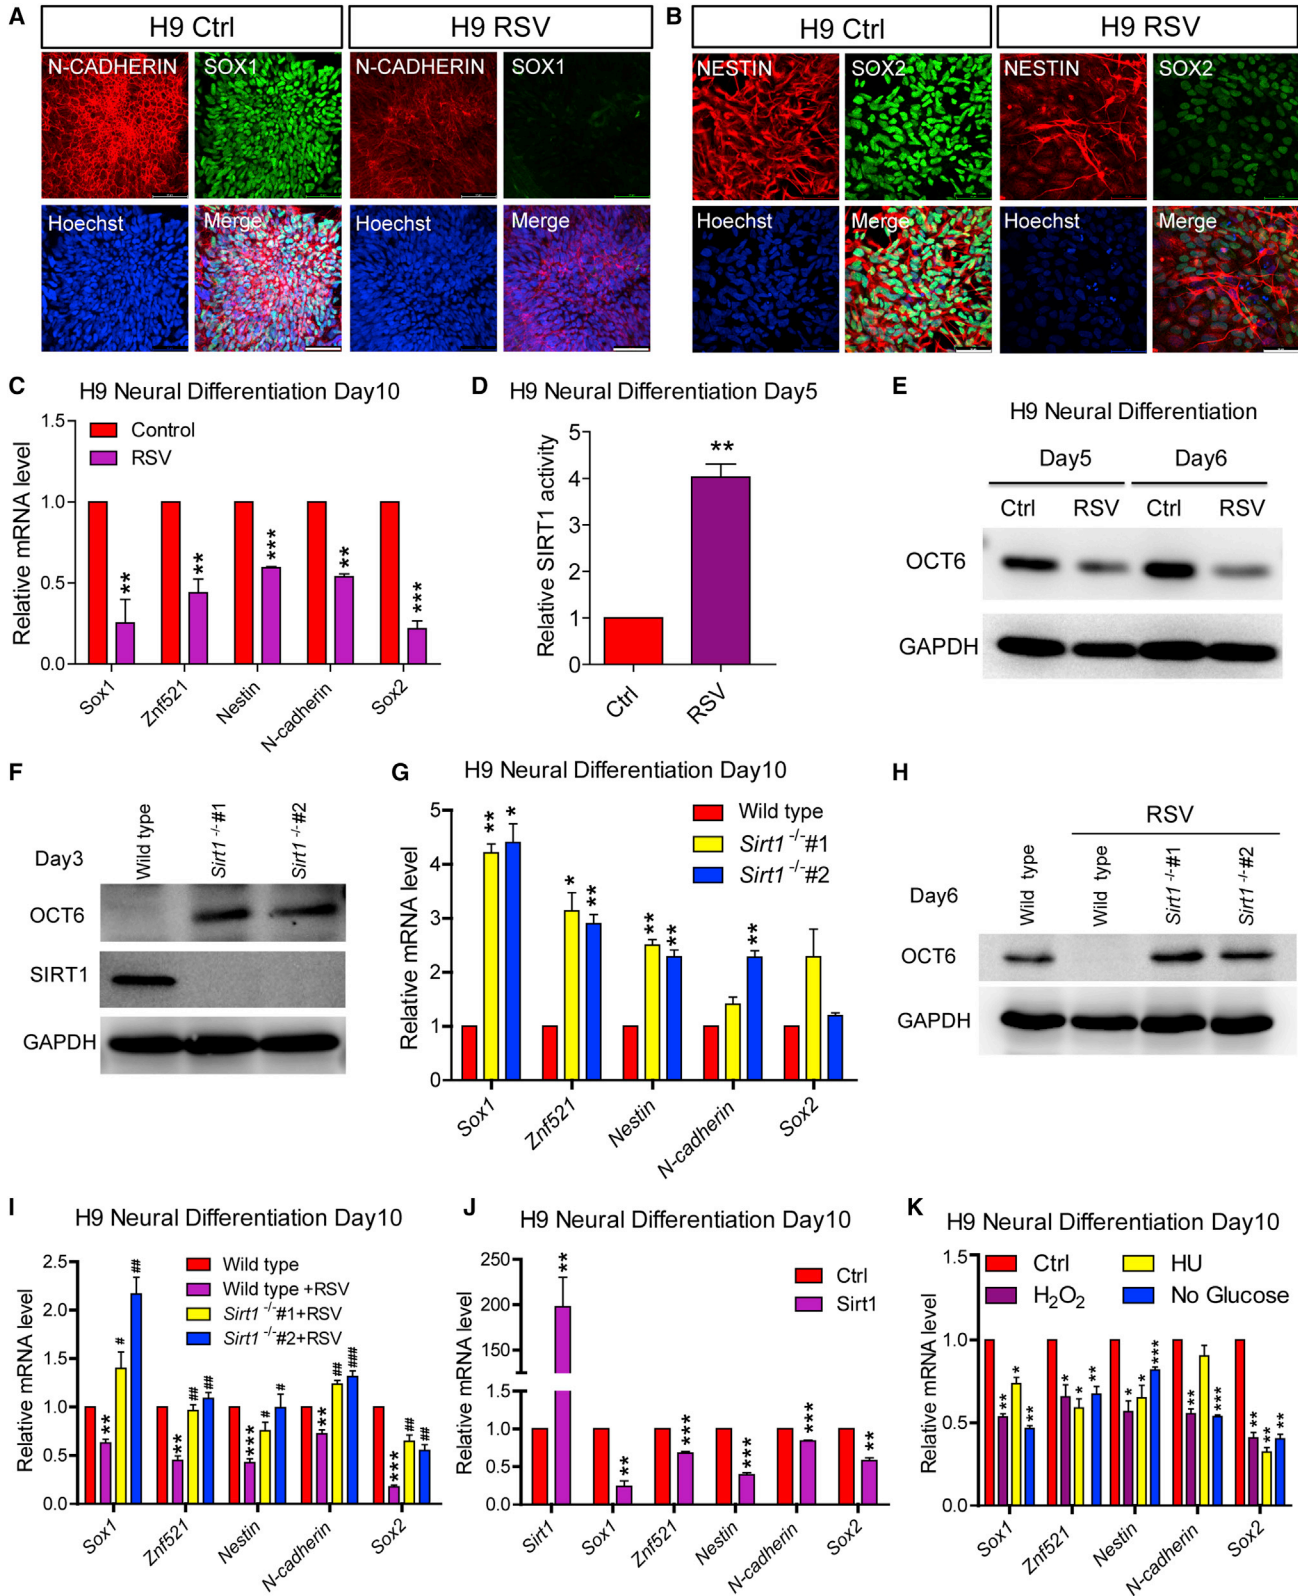 A
H9 Ctrl
H9 RSV
N-CADHERIN
SOX1
N-CADHERIN
SOX1
Hoechst
Merge
Hoechst
Merge
B
H9 Ctrl
H9 RSV
NESTIN
SOX2
NESTIN
SOX2
Hoechst
Merge
Hoechst
Merge
C
H9 Neural Differentiation Day10
Relative mRNA level
1.5
1.0
0.5
0.0
Control
RSV
**
**
***
**
***
Sox1
Znf521
Nestin
N-cadherin
Sox2
D
H9 Neural Differentiation Day5
Relative SIRT1 activity
5
4
3
2
1
0
**
Ctrl
RSV
E
H9 Neural Differentiation
Day5
Day6
Ctrl
RSV
Ctrl
RSV
OCT6
GAPDH
F
Day3
Wild type
Sirt1 -/-#1
Sirt1 -/-#2
OCT6
SIRT1
GAPDH
G
H9 Neural Differentiation Day10
Relative mRNA level
5
4
3
2
1
0
Wild type
Sirt1 -/-#1
Sirt1 -/-#2
**
*
*
**
**
**
**
Sox1
Znf521
Nestin
N-cadherin
Sox2
H
RSV
Day6
Wild type
Wild type
Sirt1 -/-#1
Sirt1 -/-#2
OCT6
GAPDH
I
H9 Neural Differentiation Day10
Relative mRNA level
2.5
2.0
1.5
1.0
0.5
0.0
Wild type
Wild type +RSV
Sirt1 -/-#1+RSV
Sirt1 -/-#2+RSV
**
#
##
**
##
##
***
#
#
**
##
###
***
##
##
Sox1
Znf521
Nestin
N-cadherin
Sox2
J
H9 Neural Differentiation Day10
Relative mRNA level
250
200
150
1.5
1.0
0.5
0.0
Ctrl
Sirt1
**
**
***
***
***
**
Sirt1
Sox1
Znf521
Nestin
N-cadherin
Sox2
K
H9 Neural Differentiation Day10
Relative mRNA level
1.5
1.0
0.5
0.0
Ctrl
H2O2
HU
No Glucose
**
*
**
*
*
**
*
*
***
**
***
**
**
**
Sox1
Znf521
Nestin
N-cadherin
Sox2